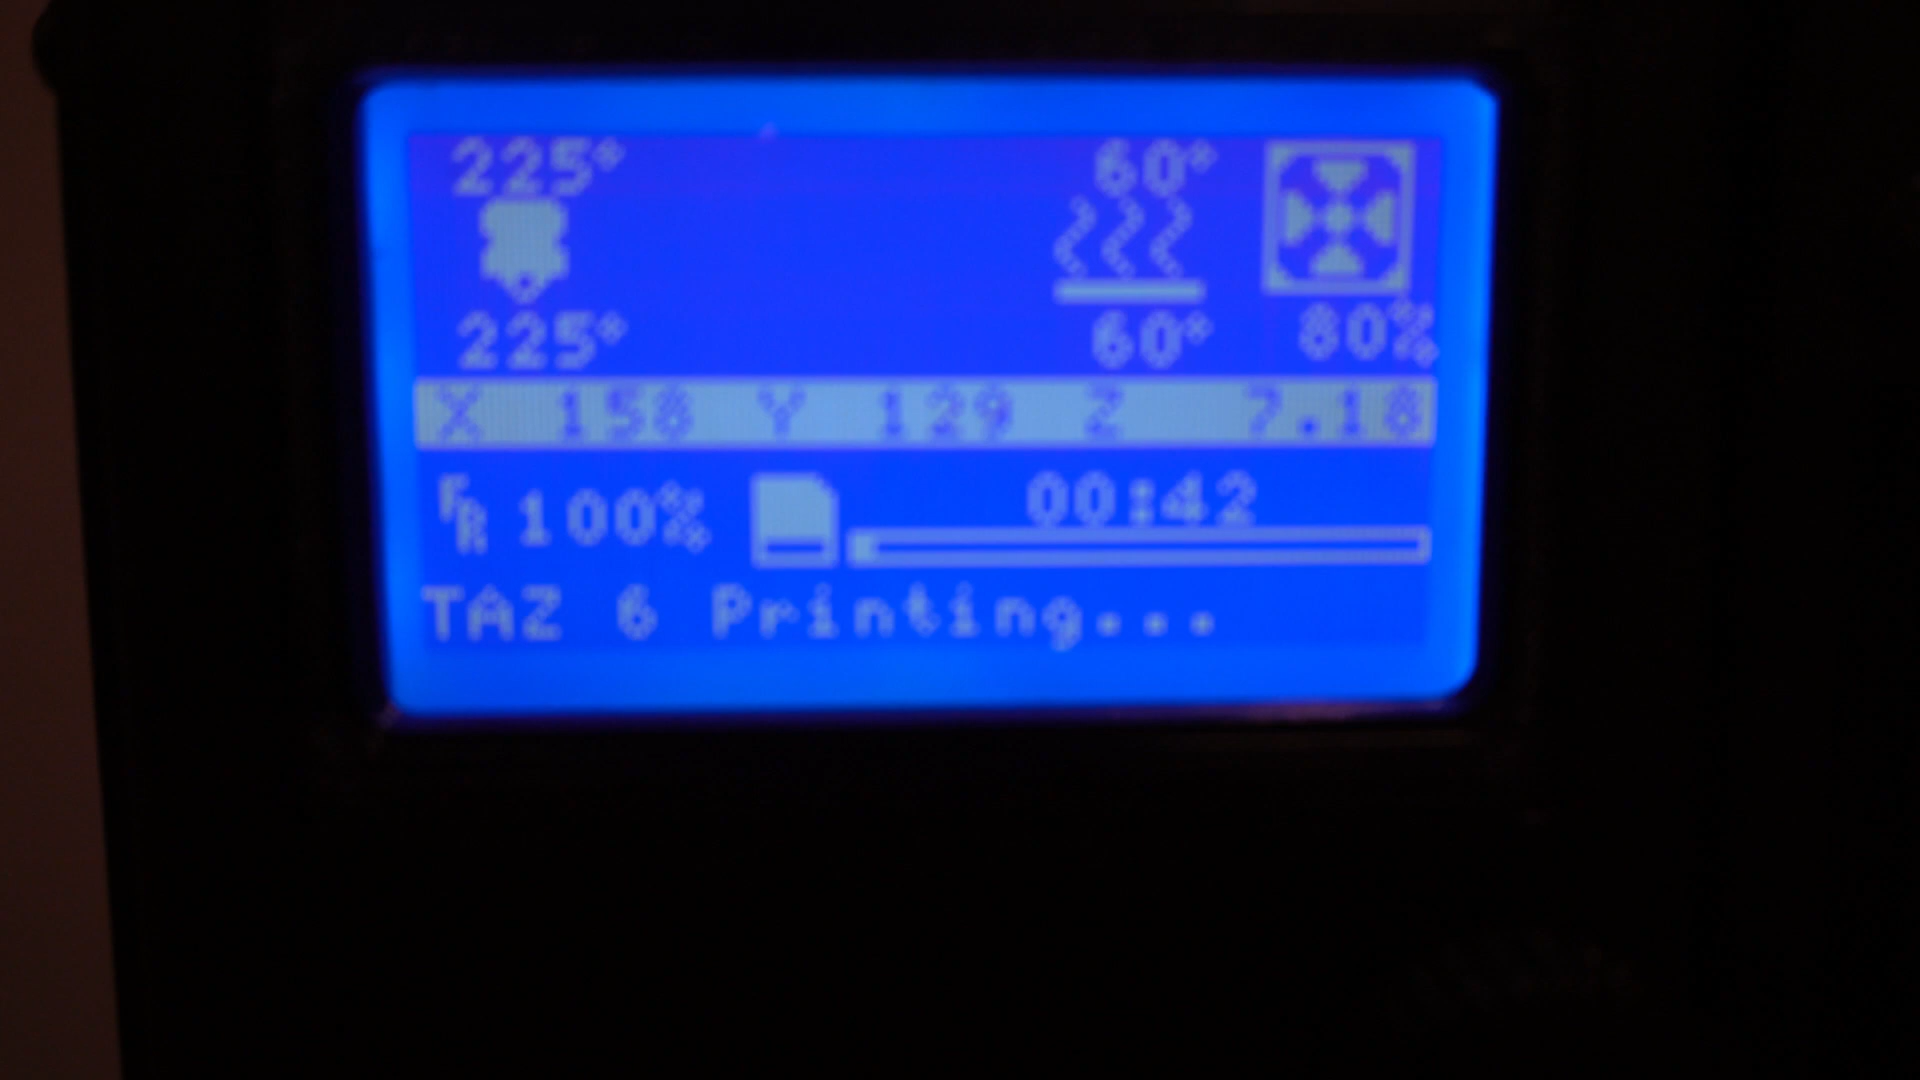 225° 60°
225° 60° 80%
X 158 Y 129 Z 7.18
FR 100% 00:42
TAZ 6 Printing...